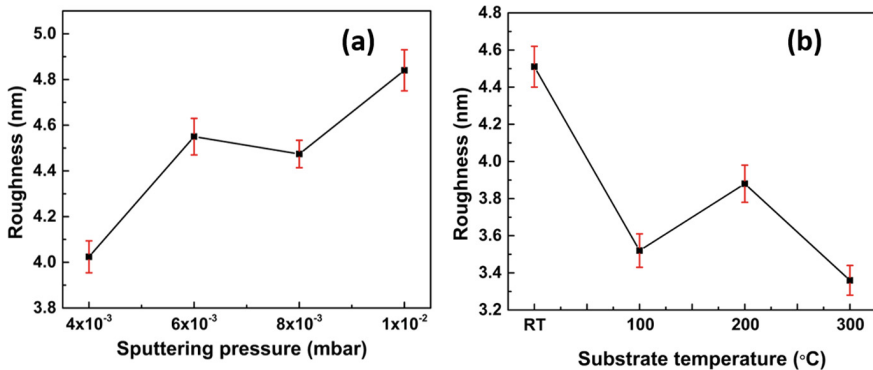 (a)
Roughness (nm)
5.0
4.8
4.6
4.4
4.2
4.0
3.8
4x10⁻³ 6x10⁻³ 8x10⁻³ 1x10⁻²
Sputtering pressure (mbar)
(b)
Roughness (nm)
4.8
4.6
4.4
4.2
4.0
3.8
3.6
3.4
3.2
RT 100 200 300
Substrate temperature (°C)